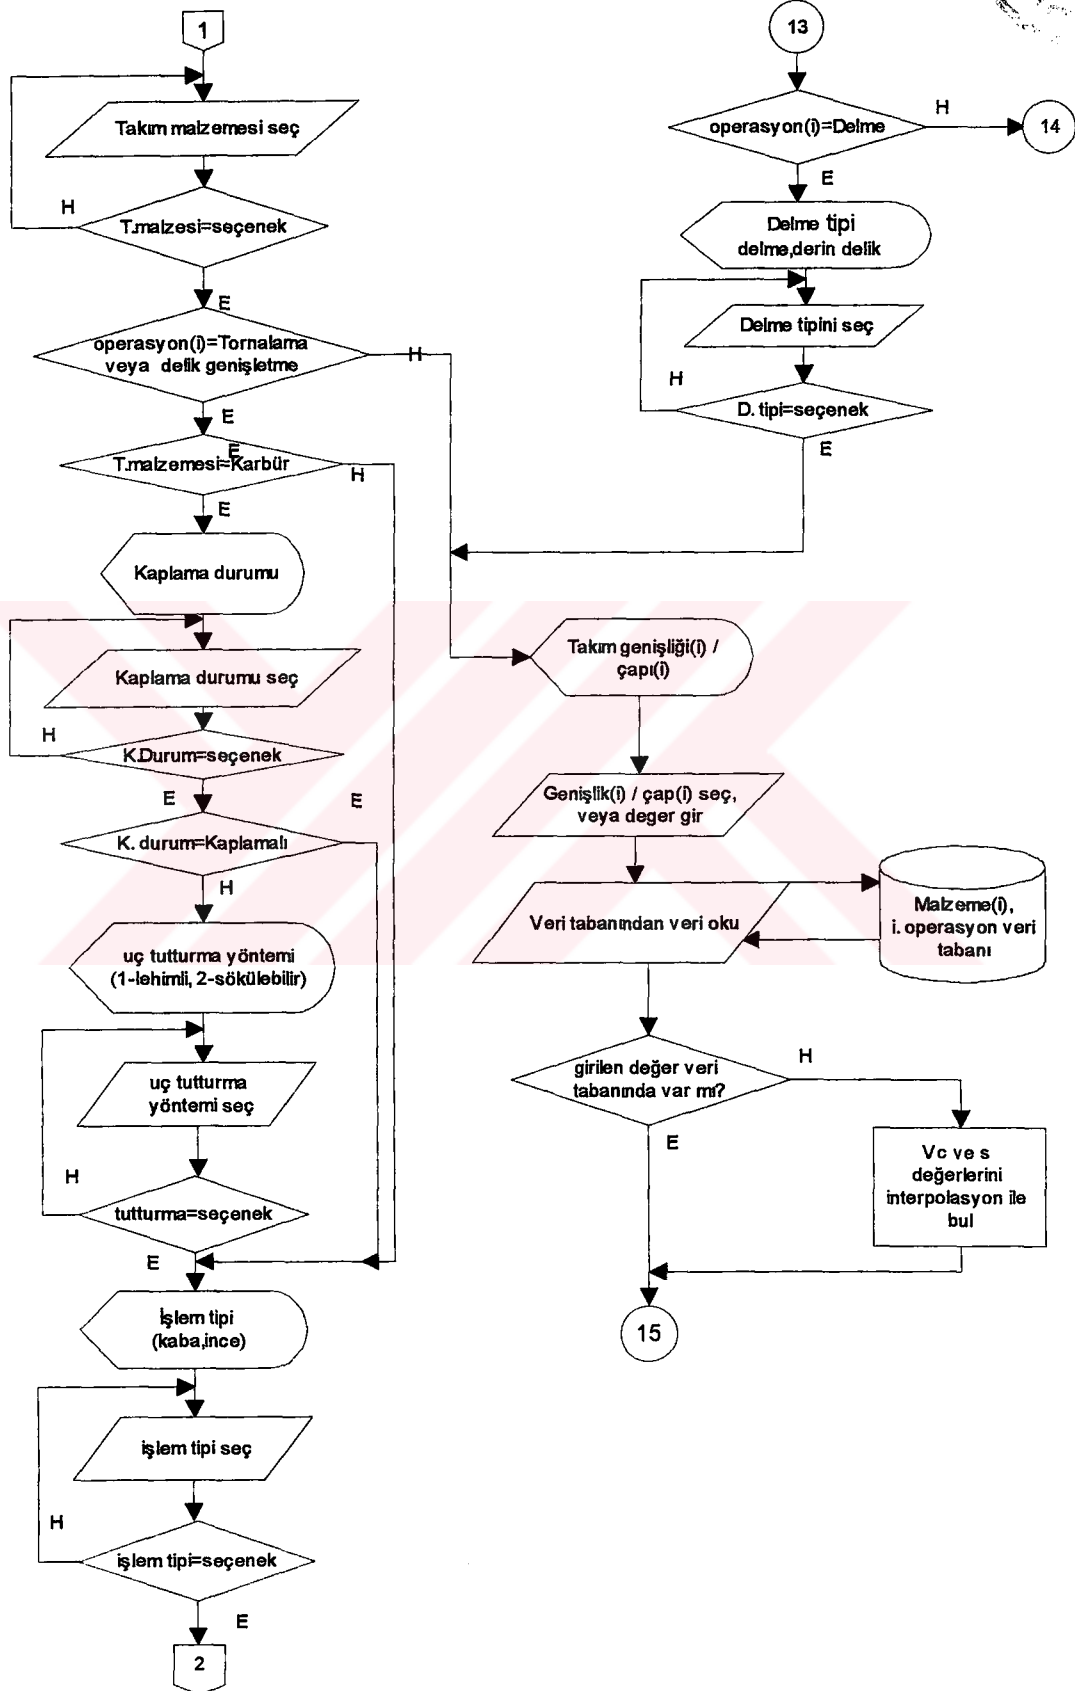 1
Takım malzemesi seç
H
T.malzesi=seçenek
E
operasyon(i)=Tornalama
veya delik genişletme
H
E
E
T.malzemesi=Karbür
H
E
Kaplama durumu
Kaplama durumu seç
H
K.Durum=seçenek
E
E
K. durum=Kaplamalı
H
uç tutturma yöntemi
(1-lehimli, 2-sökülebilir)
uç tutturma
yöntemi seç
H
tutturma=seçenek
E
İşlem tipi
(kaba,ince)
işlem tipi seç
H
işlem tipi=seçenek
E
2
13
operasyon(i)=Delme
H
14
E
Delme tipi
delme,derin delik
Delme tipini seç
H
D. tipi=seçenek
E
Takım genişliği(i) /
çapı(i)
Genişlik(i) / çap(i) seç,
veya deger gir
Veri tabanından veri oku
Malzeme(i),
i. operasyon veri
tabanı
girilen değer veri
tabanında var mı?
H
E
Vc ve s
değerlerini
interpolasyon ile
bul
15